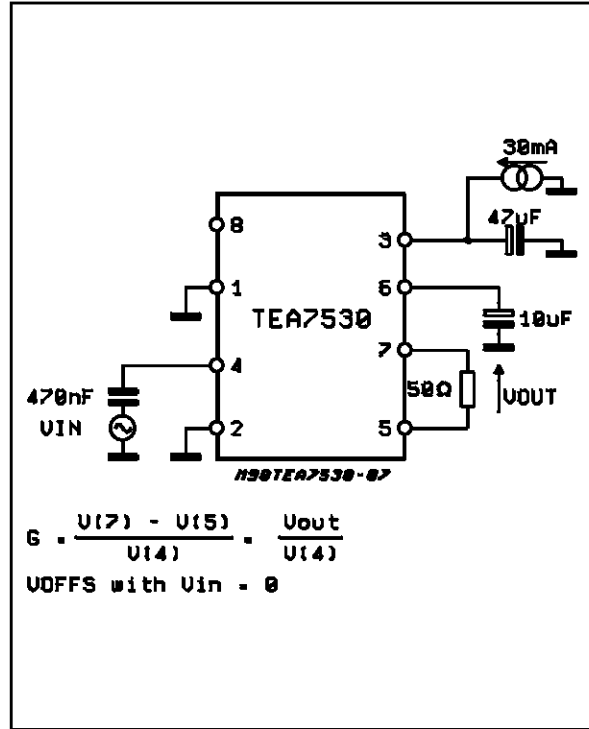 30mA
47µF
8
3
1
6
TEA7530
10uF
7
4
470nF
50Ω
VOUT
VIN
2
5
M90TEA7530-07
G = V(7) - V(5) / V(4) = Vout / V(4)
VOFFS with Vin = 0